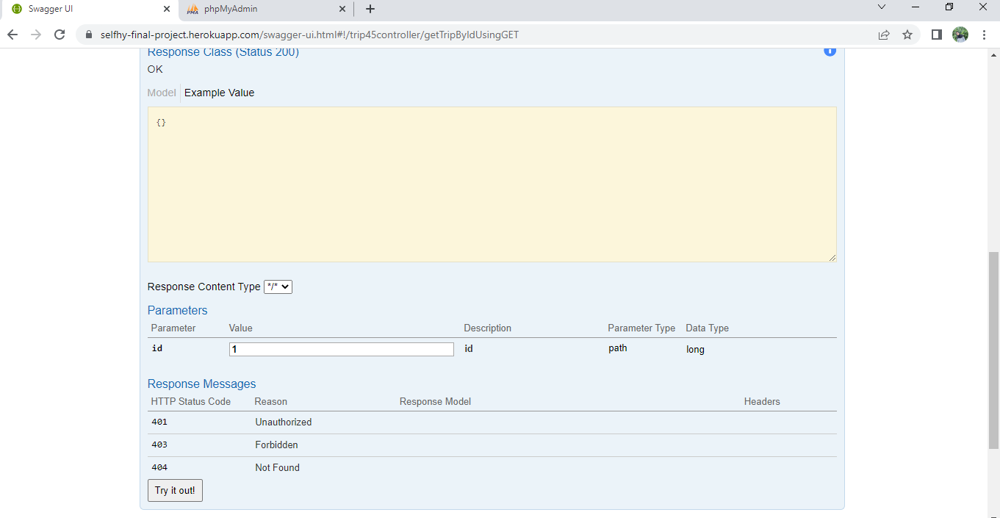 Swagger UI
phpMyAdmin
selfhy-final-project.herokuapp.com/swagger-ui.html#!/trip45controller/getTripByIdUsingGET
Response Class (Status 200)
OK
Model Example Value
{}
Response Content Type */*
Parameters
Parameter Value Description Parameter Type Data Type
id 1 id path long
Response Messages
HTTP Status Code Reason Response Model Headers
401 Unauthorized
403 Forbidden
404 Not Found
Try it out!